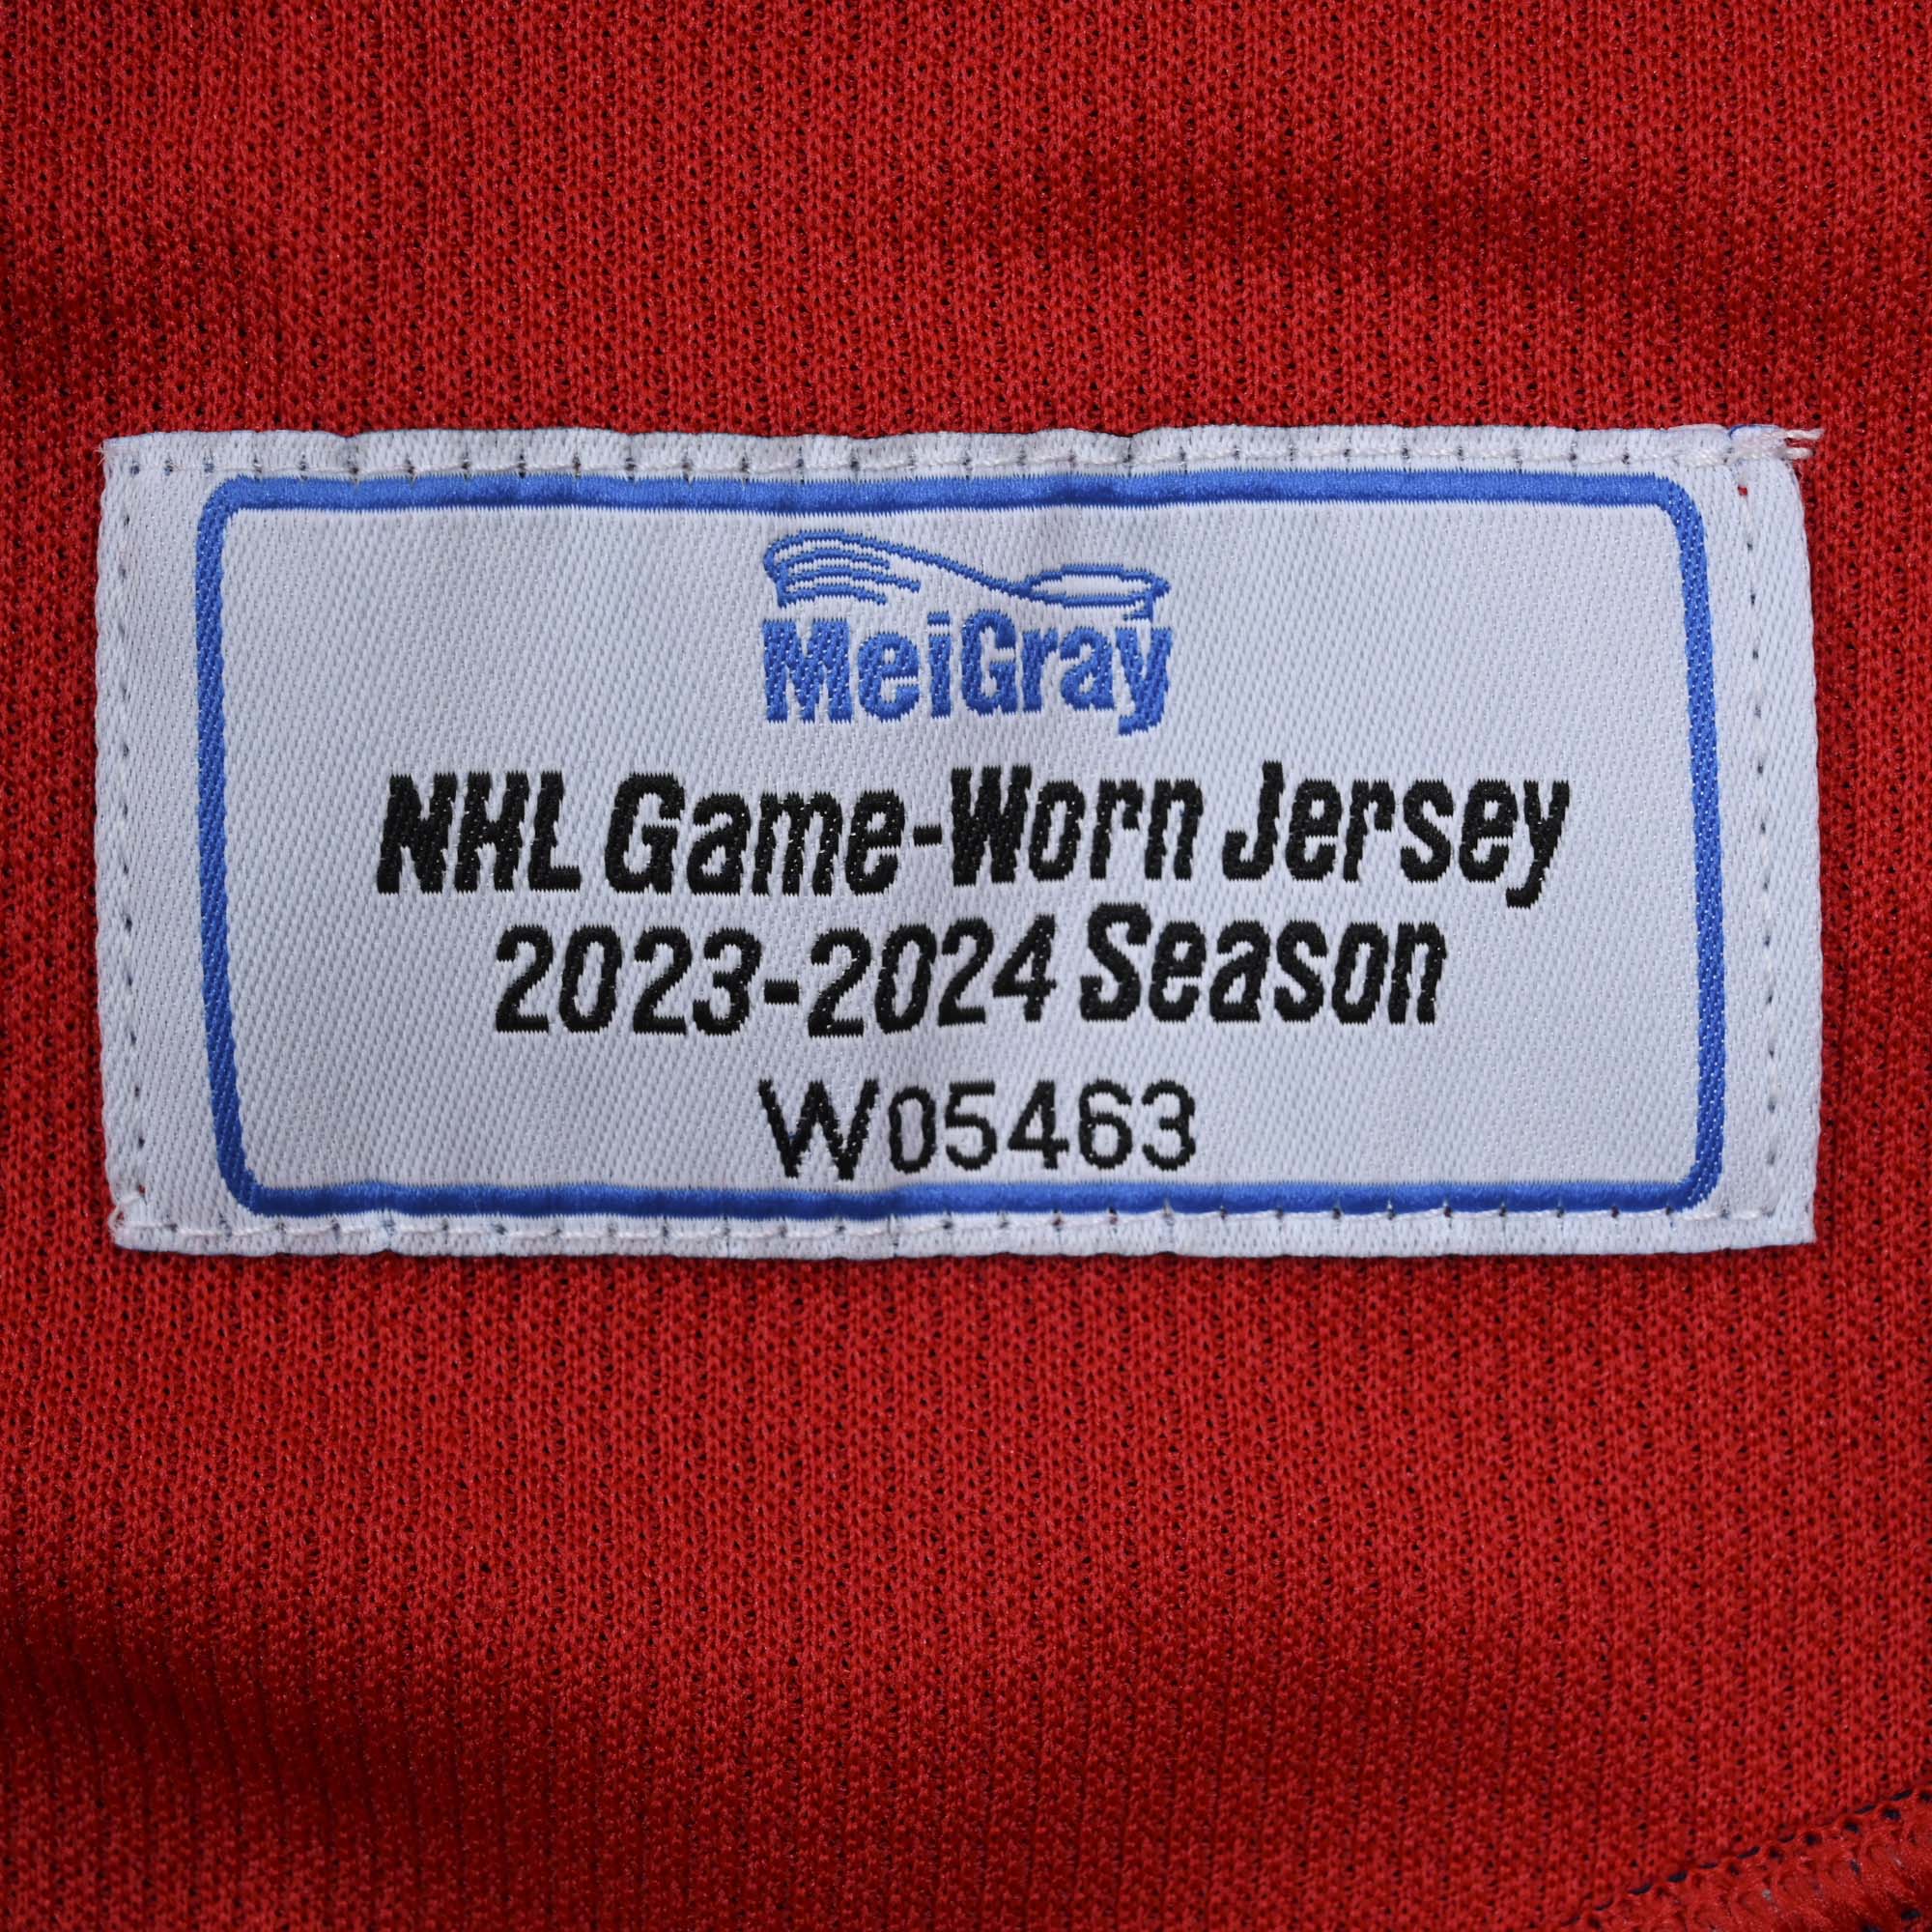 MeiGray
NHL Game-Worn Jersey
2023-2024 Season
W05463